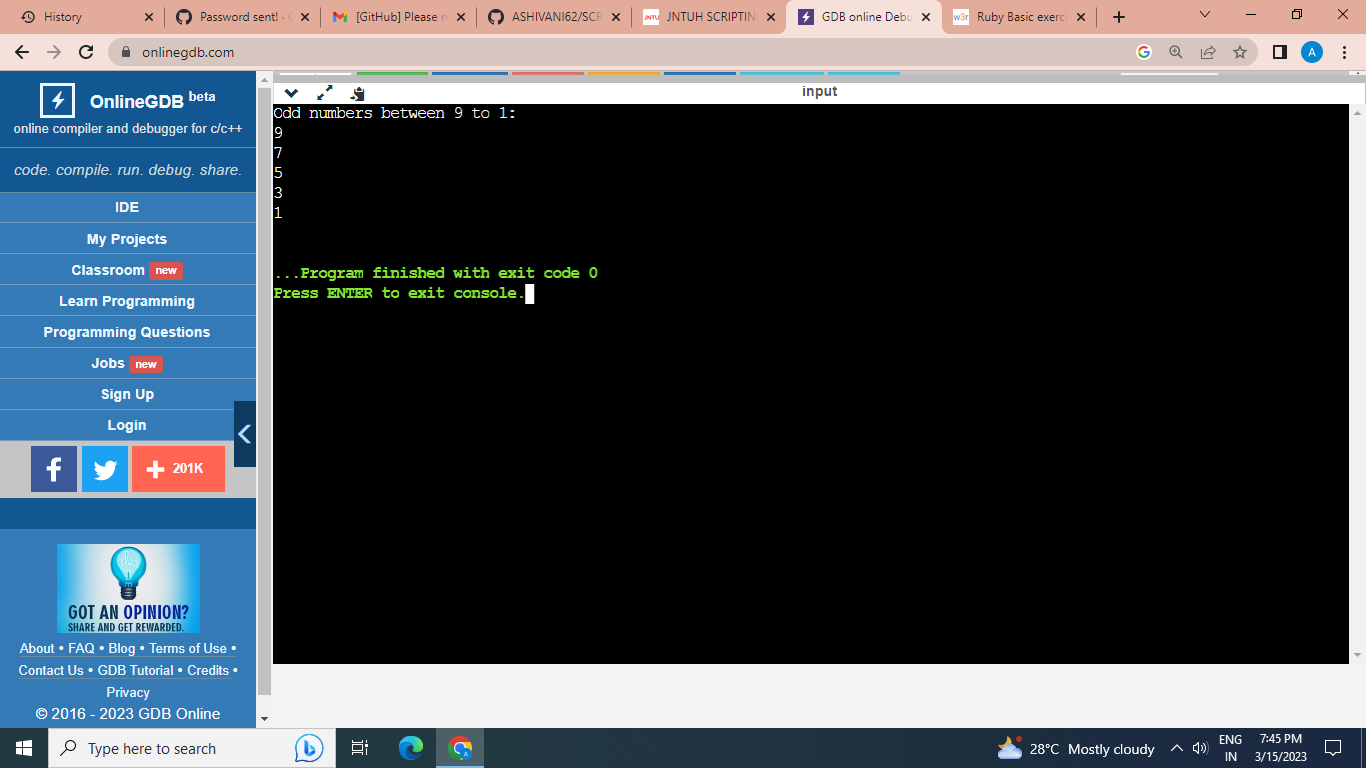 History
Password sent! · G
[GitHub] Please r
ASHIVANI62/SCR
JNTU
JNTUH SCRIPTIN
GDB online Debu
w3r
Ruby Basic exerci
onlinegdb.com
A
OnlineGDB beta
online compiler and debugger for c/c++
code. compile. run. debug. share.
IDE
My Projects
Classroom new
Learn Programming
Programming Questions
Jobs new
Sign Up
Login
f
+ 201K
GOT AN OPINION?
SHARE AND GET REWARDED.
About • FAQ • Blog • Terms of Use •
Contact Us • GDB Tutorial • Credits •
Privacy
© 2016 - 2023 GDB Online
input
Odd numbers between 9 to 1:
9
7
5
3
1
...Program finished with exit code 0
Press ENTER to exit console.
Type here to search
28°C Mostly cloudy
ENG
IN
7:45 PM
3/15/2023